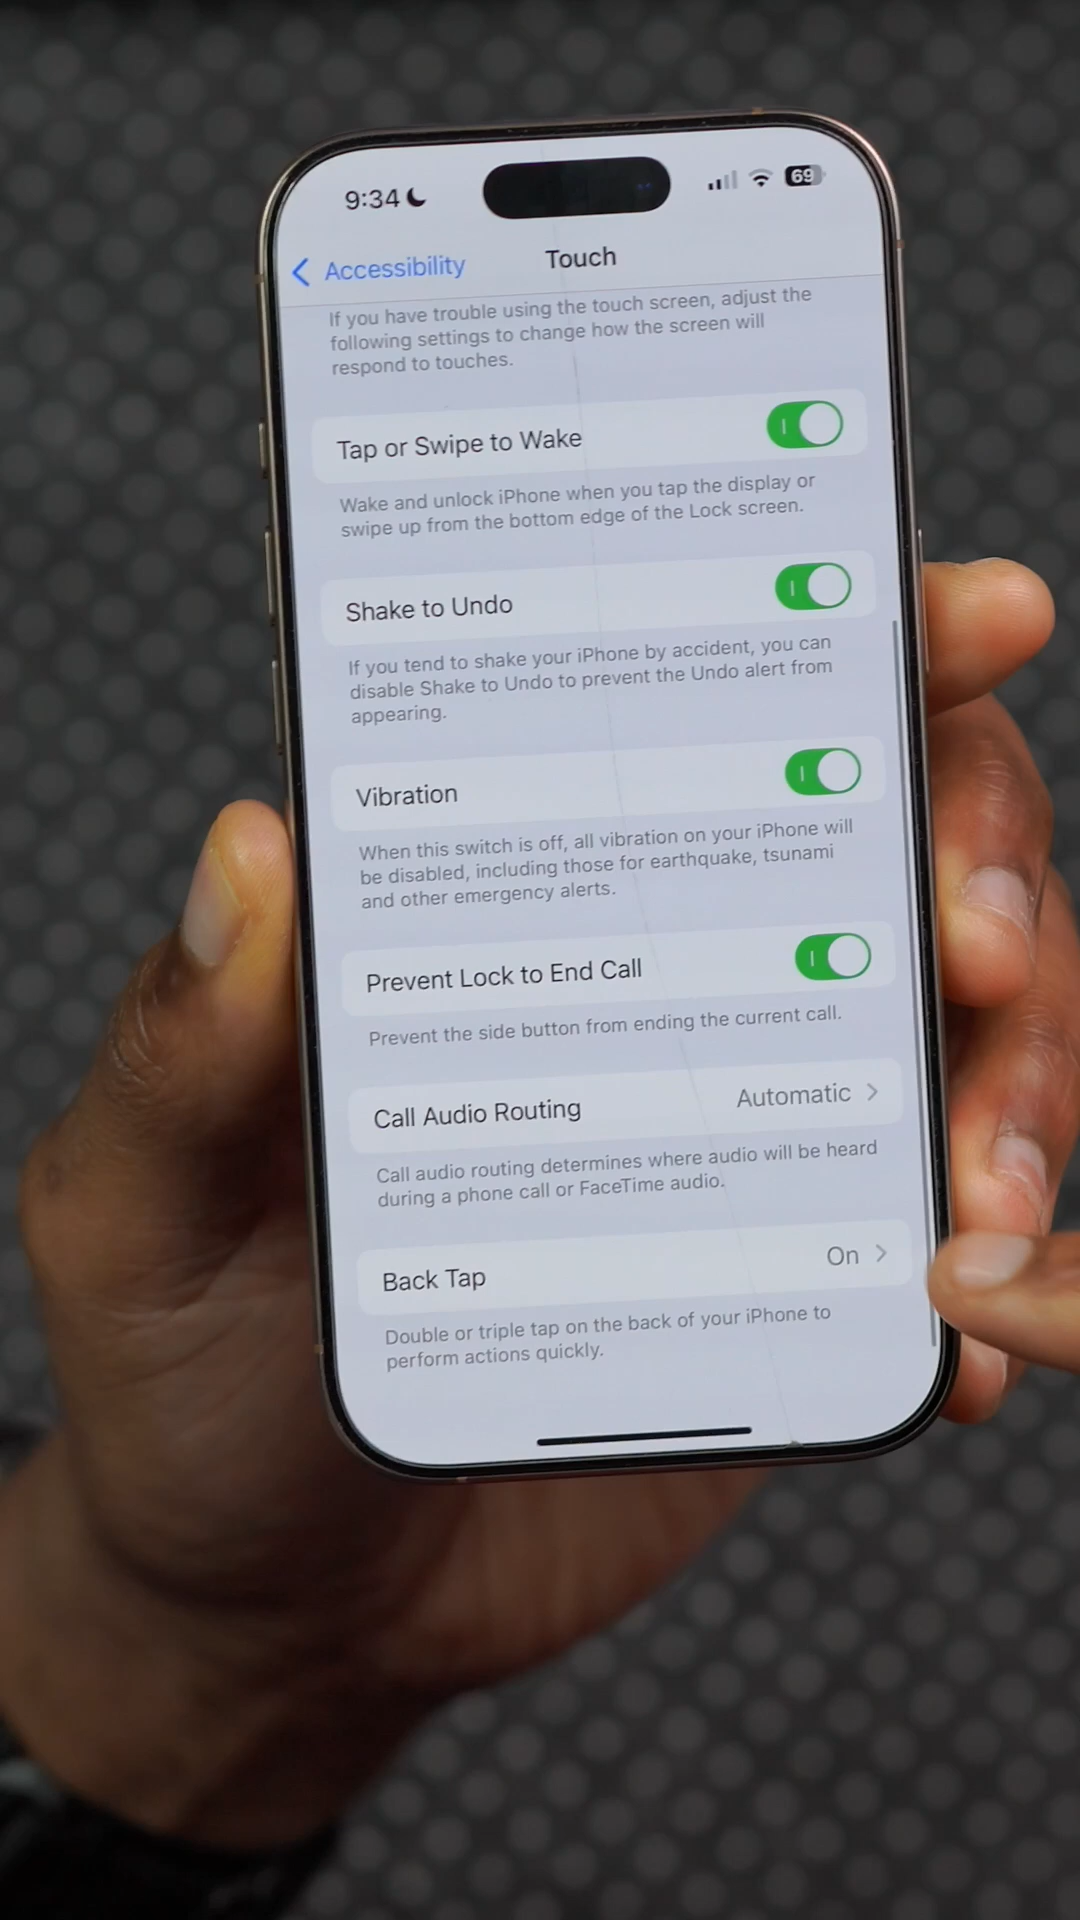 9:34
69
Accessibility
Touch
If you have trouble using the touch screen, adjust the
following settings to change how the screen will
respond to touches.
Tap or Swipe to Wake
Wake and unlock iPhone when you tap the display or
swipe up from the bottom edge of the Lock screen.
Shake to Undo
If you tend to shake your iPhone by accident, you can
disable Shake to Undo to prevent the Undo alert from
appearing.
Vibration
When this switch is off, all vibration on your iPhone will
be disabled, including those for earthquake, tsunami
and other emergency alerts.
Prevent Lock to End Call
Prevent the side button from ending the current call.
Call Audio Routing Automatic
Call audio routing determines where audio will be heard
during a phone call or FaceTime audio.
Back Tap On
Double or triple tap on the back of your iPhone to
perform actions quickly.